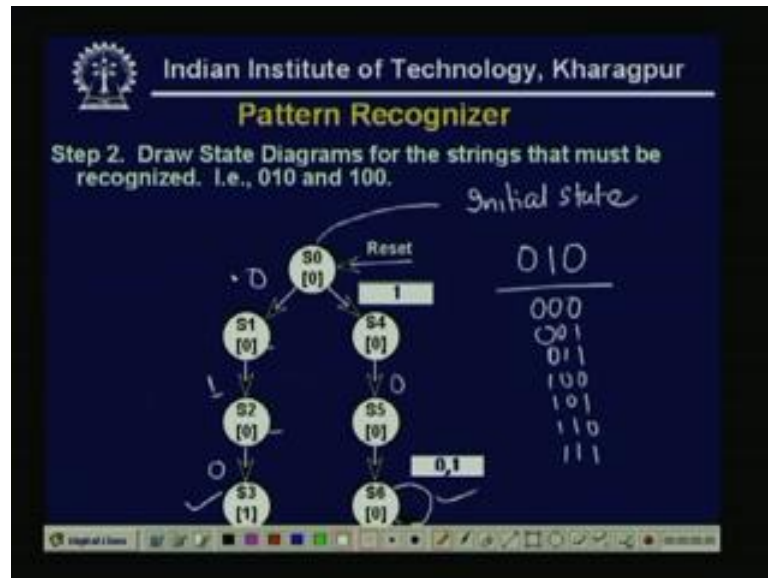 Indian Institute of Technology, Kharagpur
Pattern Recognizer
Step 2. Draw State Diagrams for the strings that must be
recognized. I.e., 010 and 100.
Initial state
S0
[0]
Reset
010
0
1
000
001
S1
[0]
S4
[0]
011
100
1
0
101
S2
[0]
S5
[0]
110
111
0
0,1
S3
[1]
S6
[0]